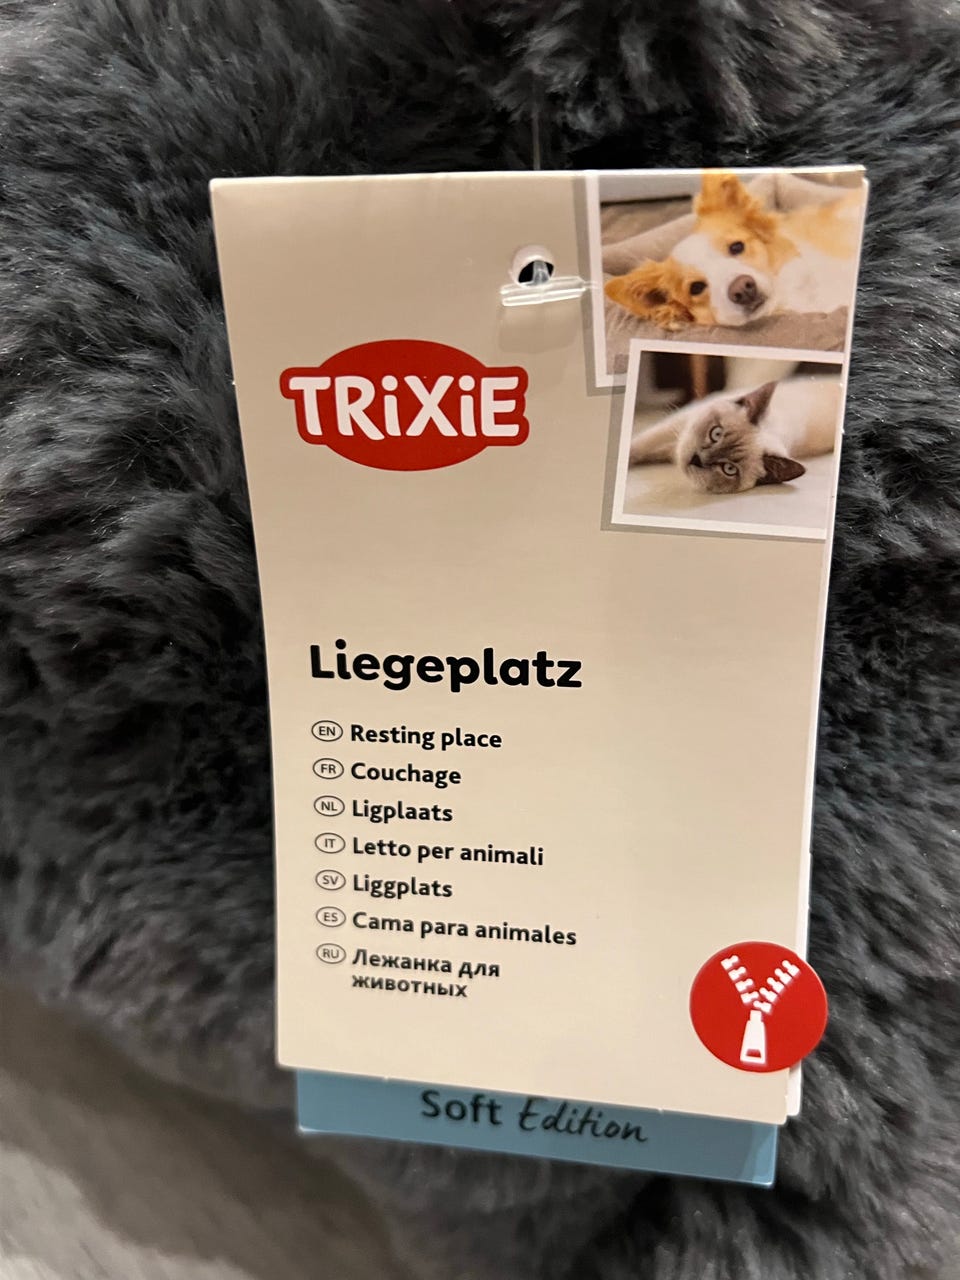 TRiXiE
Liegeplatz
EN Resting place
FR Couchage
NL Ligplaats
IT Letto per animali
SV Liggplats
ES Cama para animales
RU Лежанка для
животных
Soft Edition